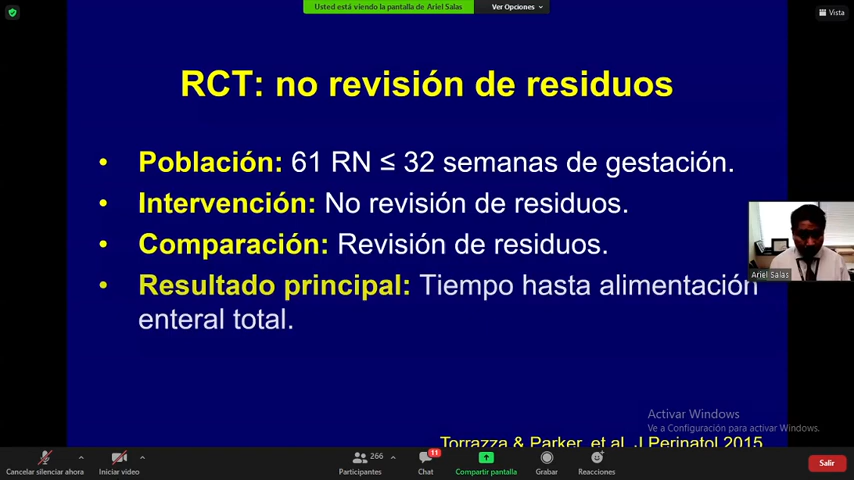 Usted está viendo la pantalla de Ariel Salas
Ver Opciones
Vista
RCT: no revisión de residuos
• Población: 61 RN ≤ 32 semanas de gestación.
• Intervención: No revisión de residuos.
• Comparación: Revisión de residuos.
• Resultado principal: Tiempo hasta alimentación
enteral total.
Ariel Salas
Activar Windows
Ve a Configuración para activar Windows.
Torrazza & Parker, et al. J Perinatol 2015
Cancelar silenciar ahora
Iniciar video
266
Participantes
11
Chat
Compartir pantalla
Grabar
Reacciones
Salir